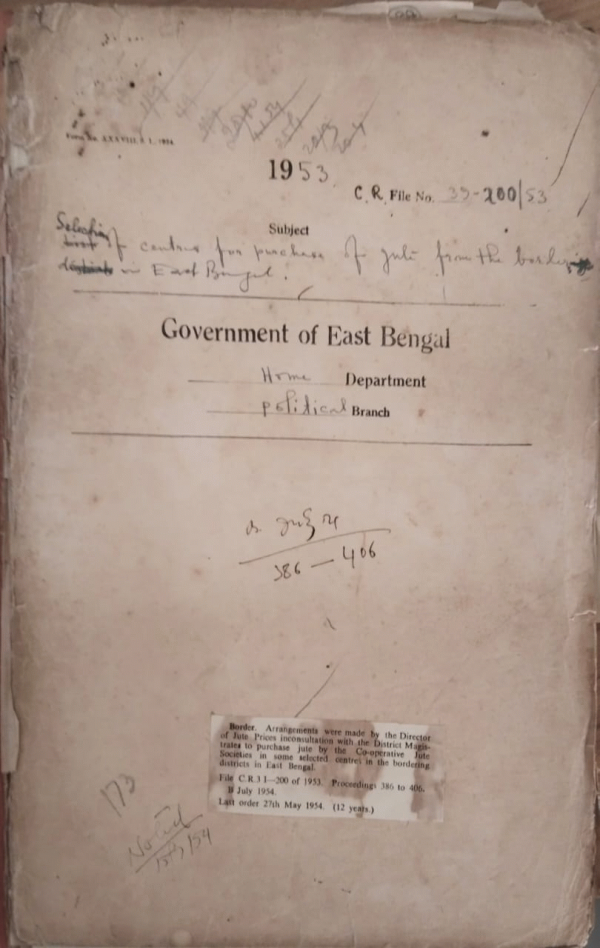 1953
C. R. File No. -200/53
Subject
Selection of centres for purchase of jute from the bordering
districts in East Bengal.
Government of East Bengal
Home Department
Political Branch
B. July 54
386 — 406
Border. Arrangements were made by the Director
of Jute Prices inconsultation with the District Magis-
trates to purchase jute by the Co-operative Jute
Societies in some selected centres in the bordering
districts in East Bengal.
File C.R.3 I—200 of 1953. Proceedings 386 to 406.
B July 1954.
Last order 27th May 1954. (12 years.)
173
Noted